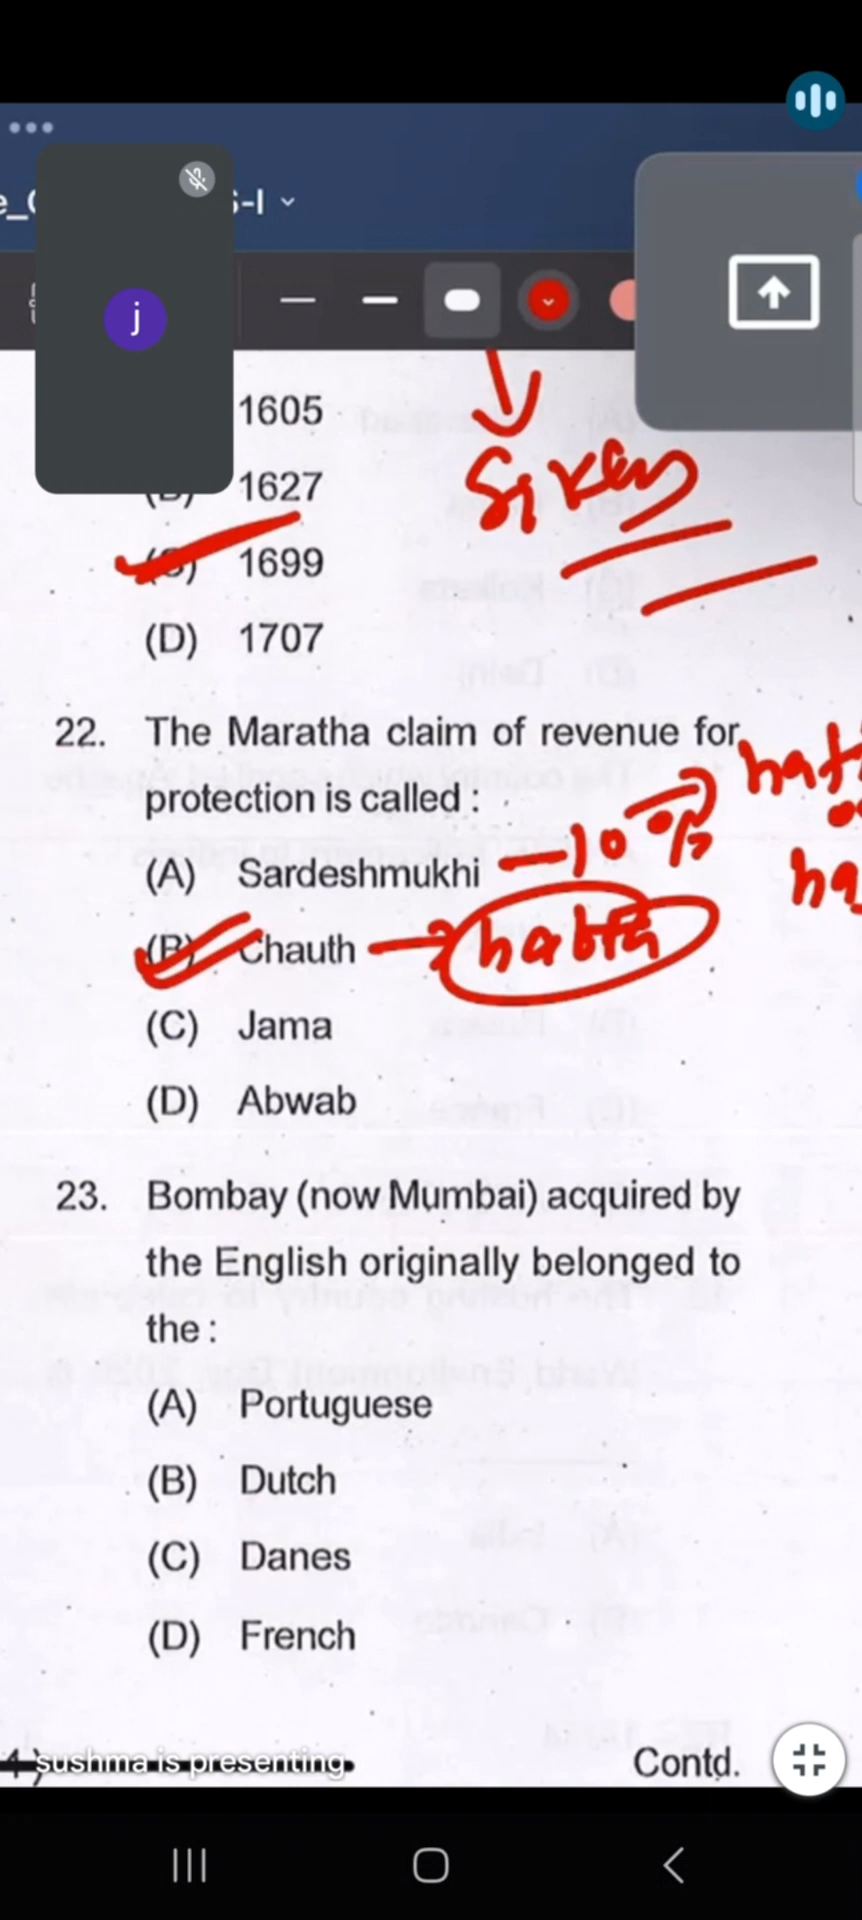 j
1605
1627
(C) 1699
(D) 1707
22. The Maratha claim of revenue for
protection is called :
(A) Sardeshmukhi — 10 %
(B) Chauth
(C) Jama
(D) Abwab
23. Bombay (now Mumbai) acquired by
the English originally belonged to
the :
(A) Portuguese
(B) Dutch
(C) Danes
(D) French
sushma is presenting
Contd.